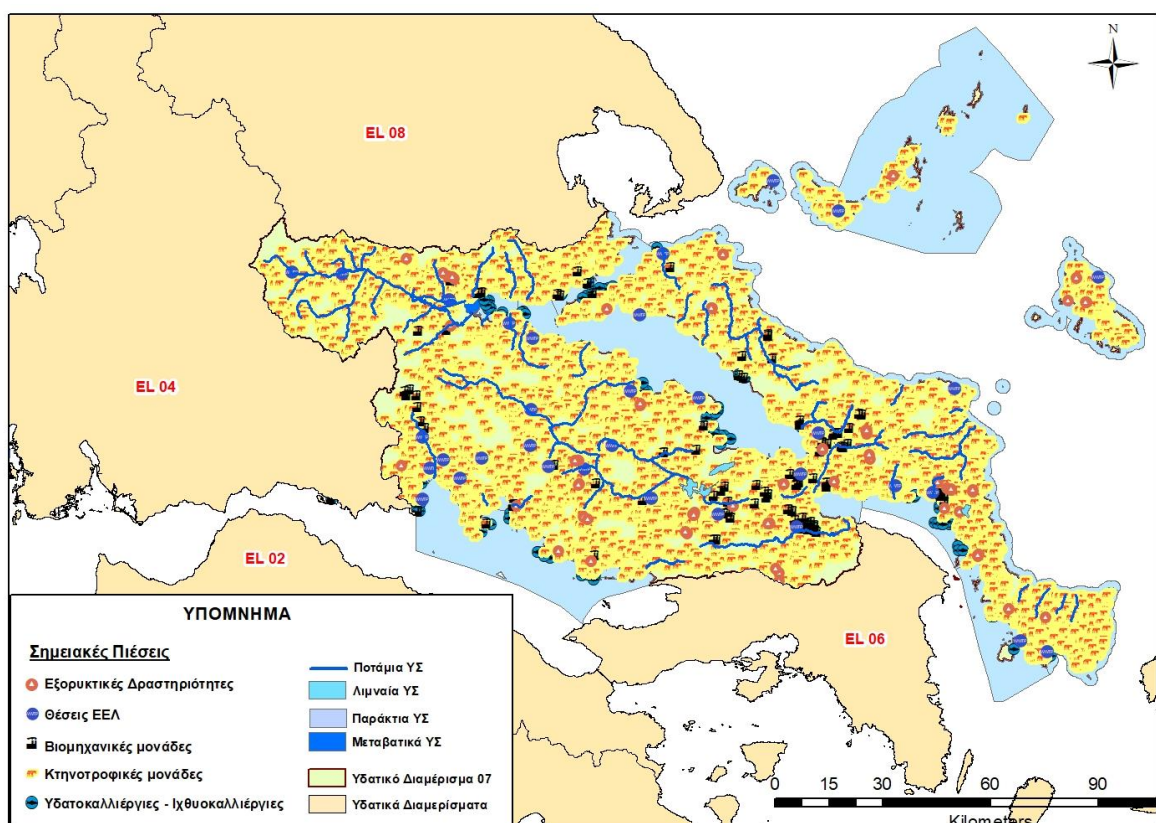 N
EL 08
EL 04
EL 02
EL 06
ΥΠΟΜΝΗΜΑ
Σημειακές Πιέσεις
Εξορυκτικές Δραστηριότητες
Θέσεις ΕΕΛ
Βιομηχανικές μονάδες
Κτηνοτροφικές μονάδες
Υδατοκαλλιέργιες - Ιχθυοκαλλιέργιες
Ποτάμια ΥΣ
Λιμναία ΥΣ
Παράκτια ΥΣ
Μεταβατικά ΥΣ
Υδατικό Διαμέρισμα 07
Υδατικά Διαμερίσματα
0 15 30 60 90
Kilometers